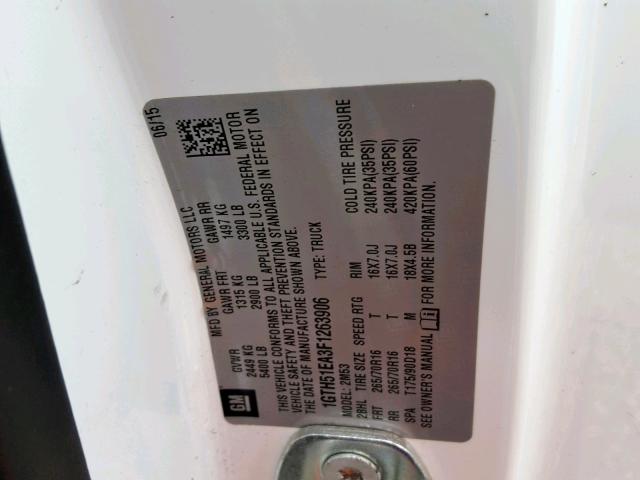 GM
06/15
MFD BY GENERAL MOTORS LLC
GVWR GAWR FRT GAWR RR
2449 KG 1315 KG 1497 KG
5400 LB 2900 LB 3300 LB
THIS VEHICLE CONFORMS TO ALL APPLICABLE U.S. FEDERAL MOTOR
VEHICLE SAFETY AND THEFT PREVENTION STANDARDS IN EFFECT ON
THE DATE OF MANUFACTURE SHOWN ABOVE.
1GTH51EA3F1263906 TYPE: TRUCK
MODEL: 2M53
2BHL TIRE SIZE SPEED RTG RIM COLD TIRE PRESSURE
FRT 265/70R16 T 16X7.0J 240KPA(35PSI)
RR 265/70R16 T 16X7.0J 240KPA(35PSI)
SPA T175/90D18 M 18X4.5B 420KPA(60PSI)
SEE OWNER'S MANUAL FOR MORE INFORMATION.